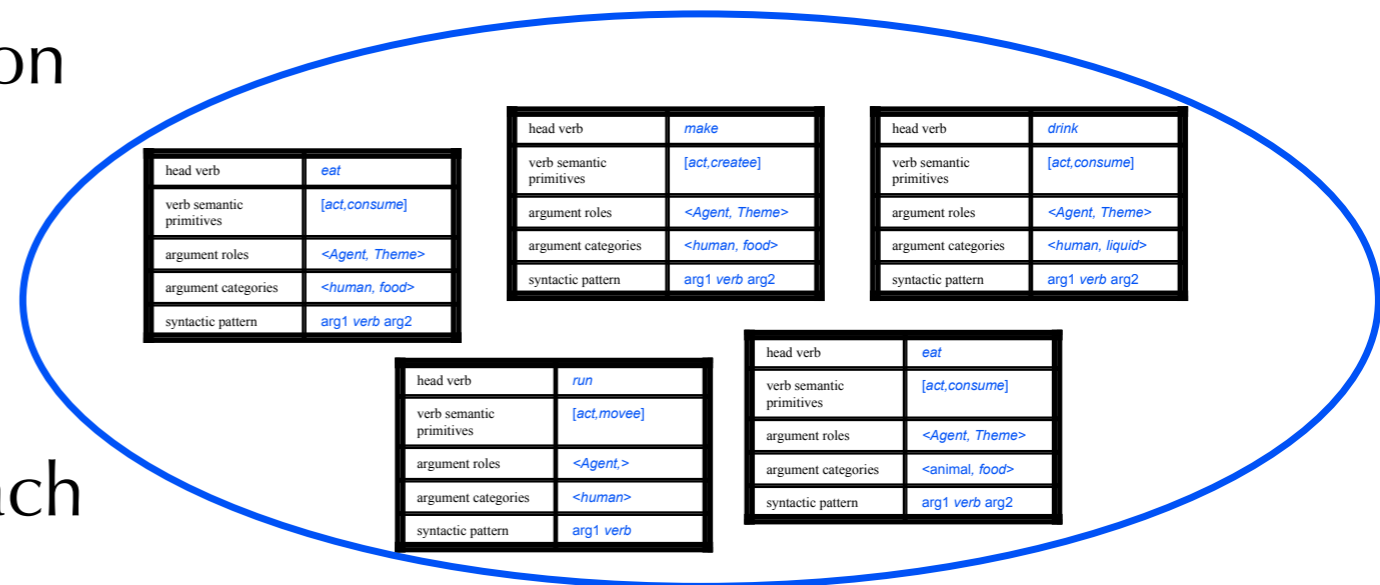 on
head verb eat
verb semantic [act,consume]
primitives
argument roles <Agent, Theme>
argument categories <human, food>
syntactic pattern arg1 verb arg2
head verb make
verb semantic [act,createe]
primitives
argument roles <Agent, Theme>
argument categories <human, food>
syntactic pattern arg1 verb arg2
head verb drink
verb semantic [act,consume]
primitives
argument roles <Agent, Theme>
argument categories <human, liquid>
syntactic pattern arg1 verb arg2
head verb run
verb semantic [act,movee]
primitives
argument roles <Agent,>
argument categories <human>
syntactic pattern arg1 verb
head verb eat
verb semantic [act,consume]
primitives
argument roles <Agent, Theme>
argument categories <animal, food>
syntactic pattern arg1 verb arg2
ach